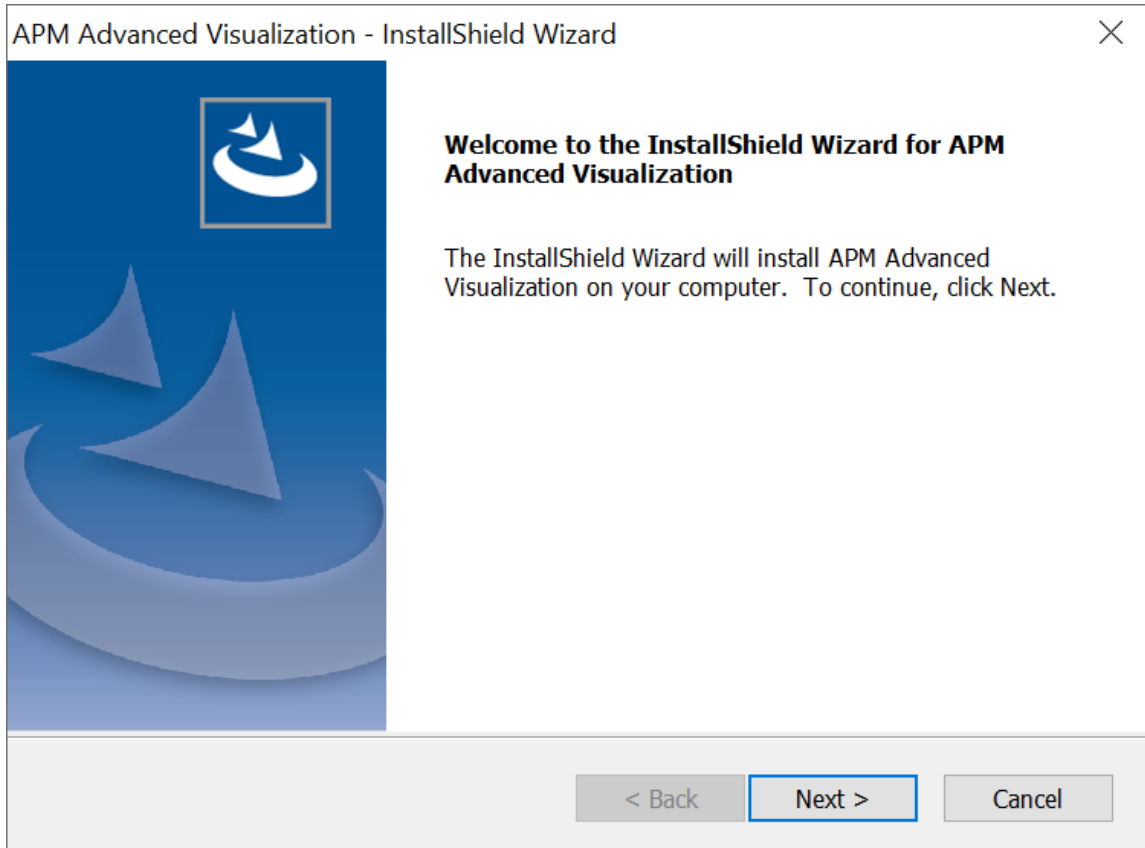 APM Advanced Visualization - InstallShield Wizard
Welcome to the InstallShield Wizard for APM
Advanced Visualization
The InstallShield Wizard will install APM Advanced
Visualization on your computer.  To continue, click Next.
< Back
Next >
Cancel